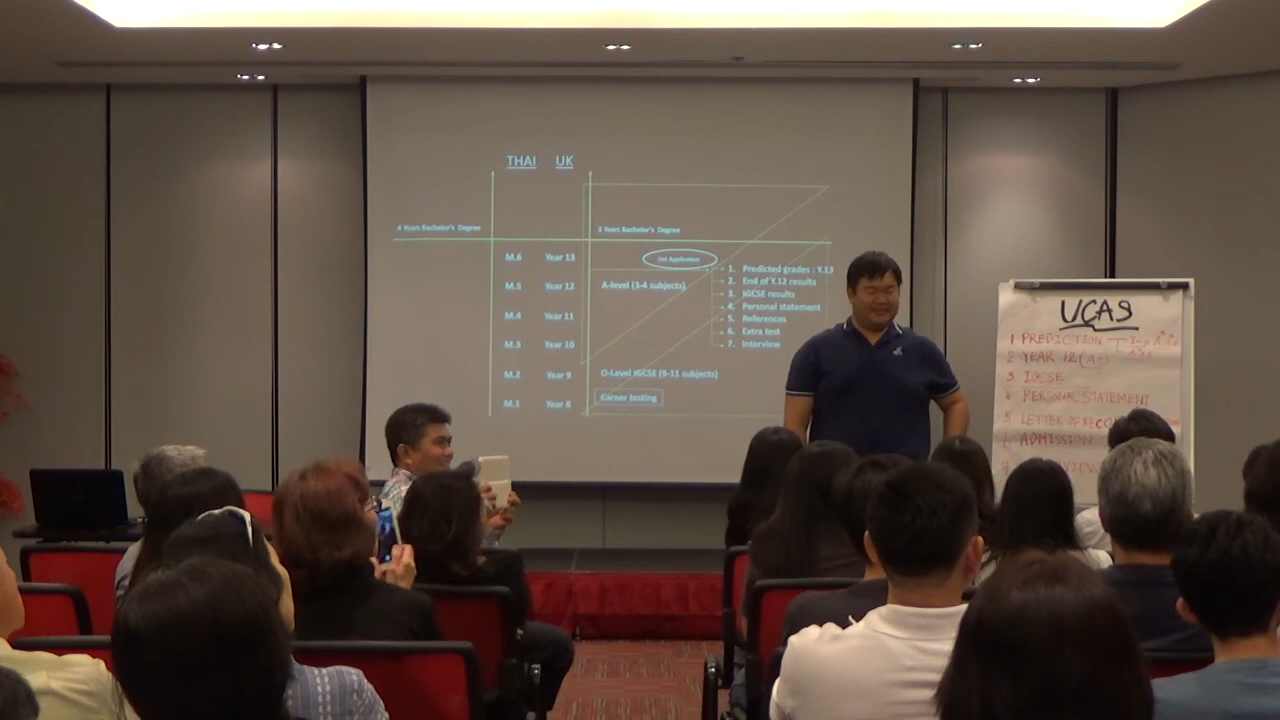 THAI UK
4 Years Bachelor's Degree
3 Years Bachelor's Degree
M.6 Year 13
Uni Application
M.5 Year 12
A-level (3-4 subjects)
M.4 Year 11
M.3 Year 10
M.2 Year 9
O-Level IGCSE (9-11 subjects)
M.1 Year 8
Career testing
1. Predicted grades : Y.13
2. End of Y.12 results
3. IGCSE results
4. Personal statement
5. References
6. Extra test
7. Interview
UCAS
1 PREDICTION
2 YEAR 12 (AS)
3 IGCSE
4 PERSONAL STATEMENT
5 LETTER OF RECO
6 ADMISSION